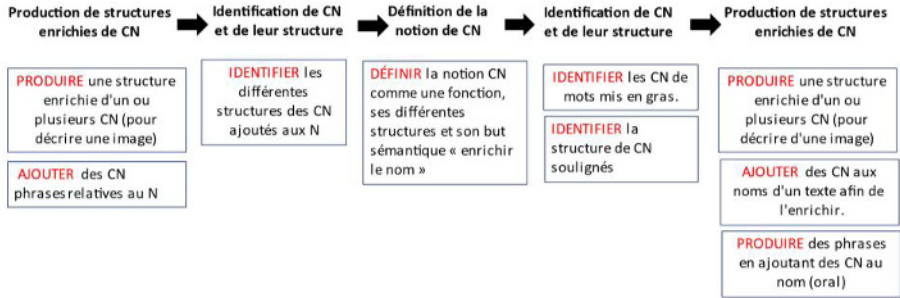 Production de structures
enrichies de CN
Identification de CN
et de leur structure
Définition de la
notion de CN
Identification de CN
et de leur structure
Production de structures
enrichies de CN
PRODUIRE une structure
enrichie d'un ou
plusieurs CN (pour
décrire une image)
AJOUTER des CN
phrases relatives au N
IDENTIFIER les
différentes
structures des CN
ajoutés aux N
DÉFINIR la notion CN
comme une fonction,
ses différentes
structures et son but
sémantique « enrichir
le nom »
IDENTIFIER les CN de
mots mis en gras.
IDENTIFIER la
structure de CN
soulignés
PRODUIRE une structure
enrichie d'un ou
plusieurs CN (pour
décrire d'une image)
AJOUTER des CN aux
noms d'un texte afin de
l'enrichir.
PRODUIRE des phrases
en ajoutant des CN au
nom (oral)